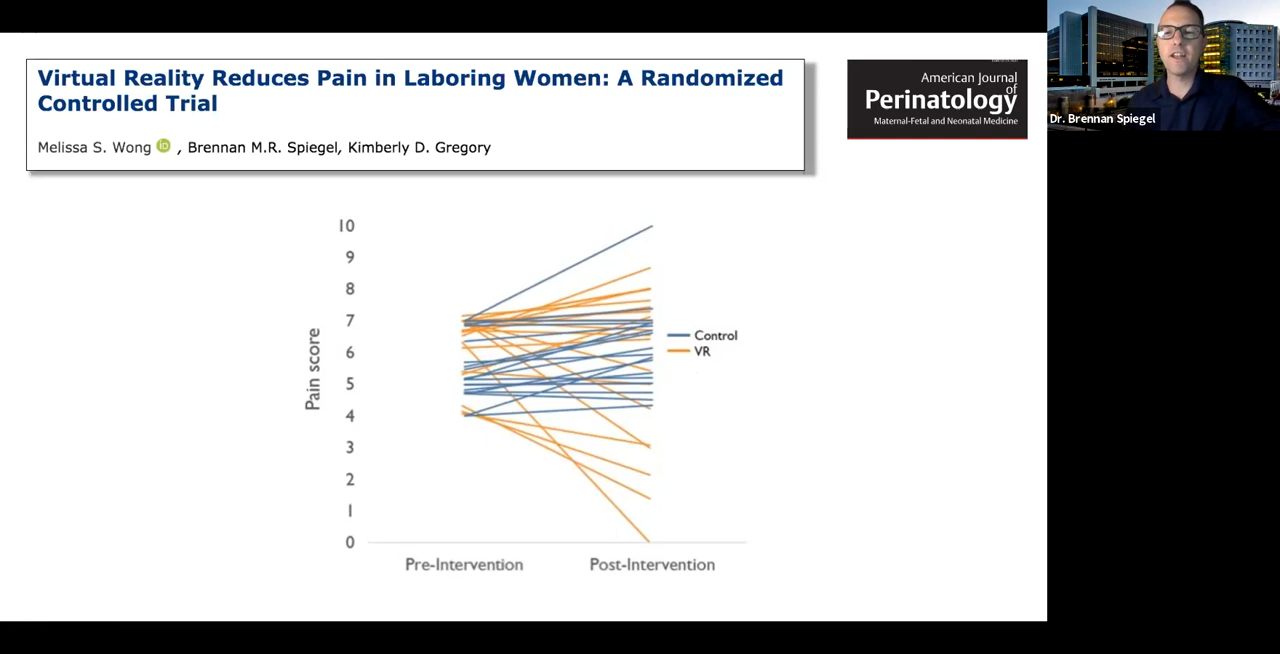 Virtual Reality Reduces Pain in Laboring Women: A Randomized
Controlled Trial
Melissa S. Wong iD , Brennan M.R. Spiegel, Kimberly D. Gregory
American Journal
of
Perinatology
Maternal-Fetal and Neonatal Medicine
Dr. Brennan Spiegel
10
9
8
7
6
5
4
3
2
1
0
Pain score
Control
VR
Pre-Intervention
Post-Intervention